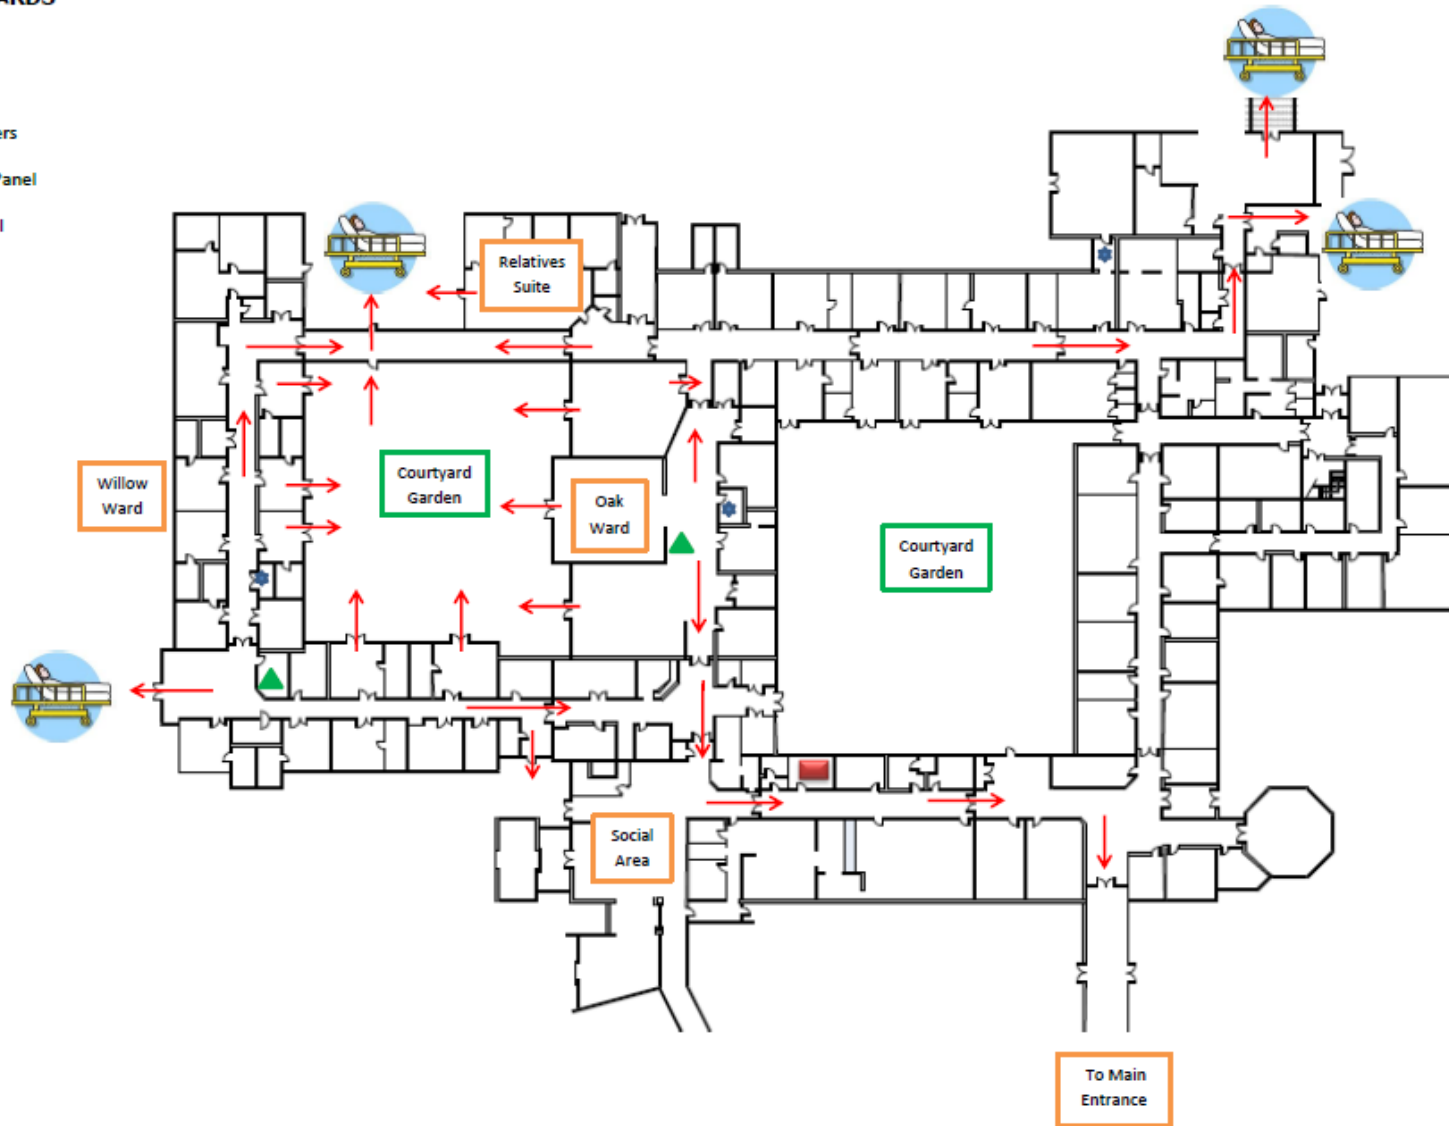 Relatives
Suite
Willow
Ward
Courtyard
Garden
Oak
Ward
Courtyard
Garden
Social
Area
To Main
Entrance